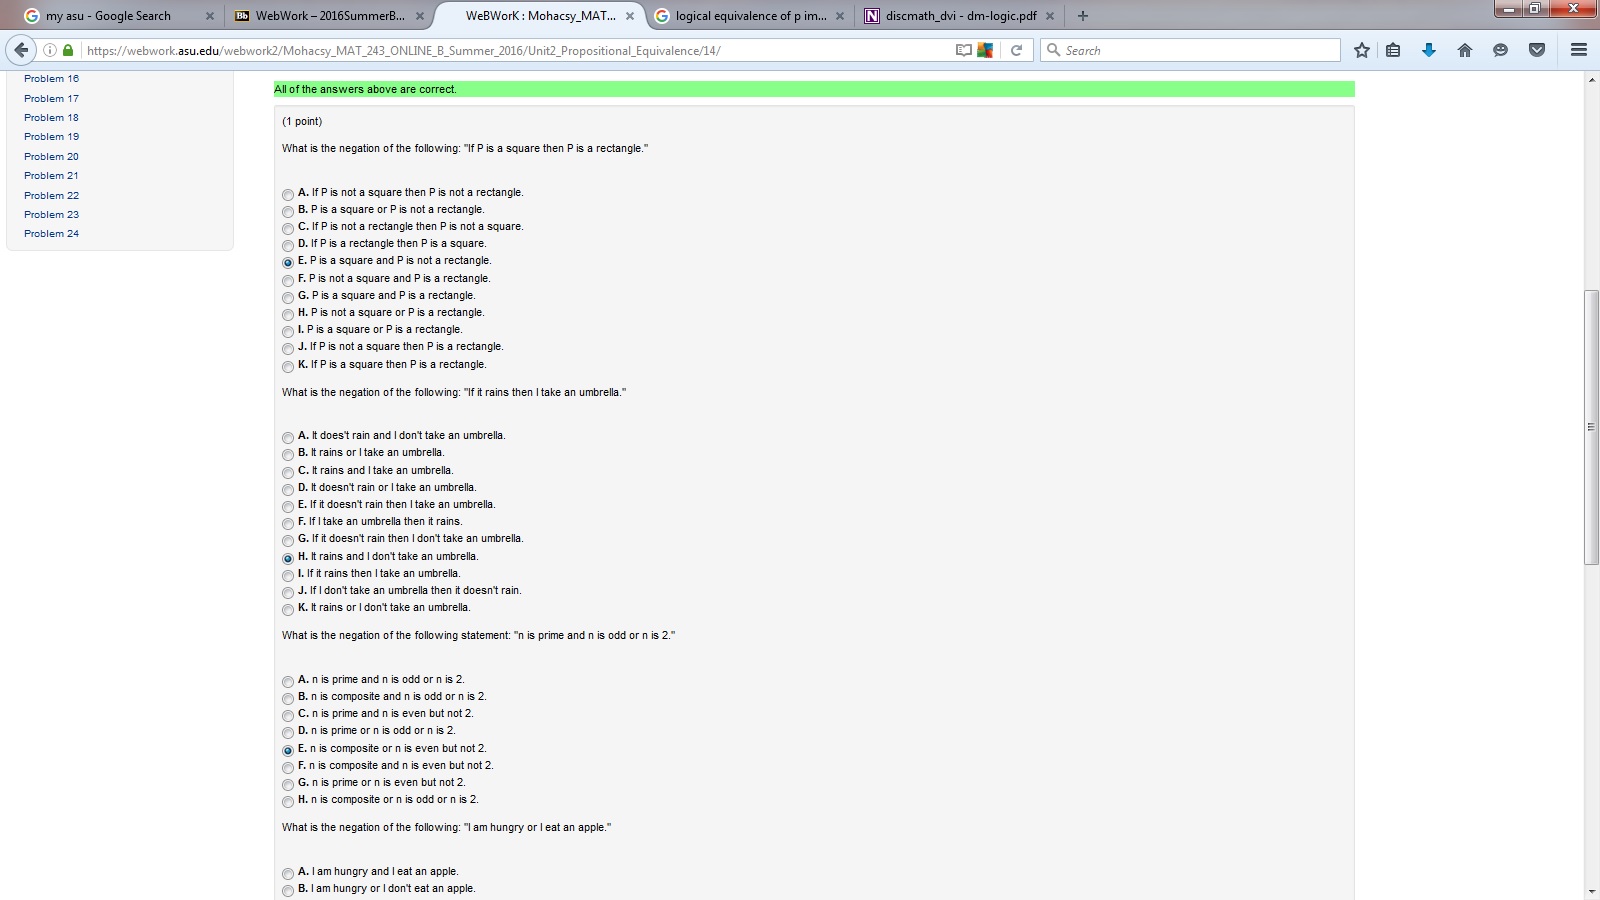 my asu - Google Search
WebWork – 2016SummerB...
WeBWorK : Mohacsy_MAT...
logical equivalence of p im...
discmath_dvi - dm-logic.pdf
https://webwork.asu.edu/webwork2/Mohacsy_MAT_243_ONLINE_B_Summer_2016/Unit2_Propositional_Equivalence/14/
Search
Problem 16
Problem 17
Problem 18
Problem 19
Problem 20
Problem 21
Problem 22
Problem 23
Problem 24
All of the answers above are correct.
(1 point)
What is the negation of the following: "If P is a square then P is a rectangle."
A. If P is not a square then P is not a rectangle.
B. P is a square or P is not a rectangle.
C. If P is not a rectangle then P is not a square.
D. If P is a rectangle then P is a square.
E. P is a square and P is not a rectangle.
F. P is not a square and P is a rectangle.
G. P is a square and P is a rectangle.
H. P is not a square or P is a rectangle.
I. P is a square or P is a rectangle.
J. If P is not a square then P is a rectangle.
K. If P is a square then P is a rectangle.
What is the negation of the following: "If it rains then I take an umbrella."
A. It does't rain and I don't take an umbrella.
B. It rains or I take an umbrella.
C. It rains and I take an umbrella.
D. It doesn't rain or I take an umbrella.
E. If it doesn't rain then I take an umbrella.
F. If I take an umbrella then it rains.
G. If it doesn't rain then I don't take an umbrella.
H. It rains and I don't take an umbrella.
I. If it rains then I take an umbrella.
J. If I don't take an umbrella then it doesn't rain.
K. It rains or I don't take an umbrella.
What is the negation of the following statement: "n is prime and n is odd or n is 2."
A. n is prime and n is odd or n is 2.
B. n is composite and n is odd or n is 2.
C. n is prime and n is even but not 2.
D. n is prime or n is odd or n is 2.
E. n is composite or n is even but not 2.
F. n is composite and n is even but not 2.
G. n is prime or n is even but not 2.
H. n is composite or n is odd or n is 2.
What is the negation of the following: "I am hungry or I eat an apple."
A. I am hungry and I eat an apple.
B. I am hungry or I don't eat an apple.